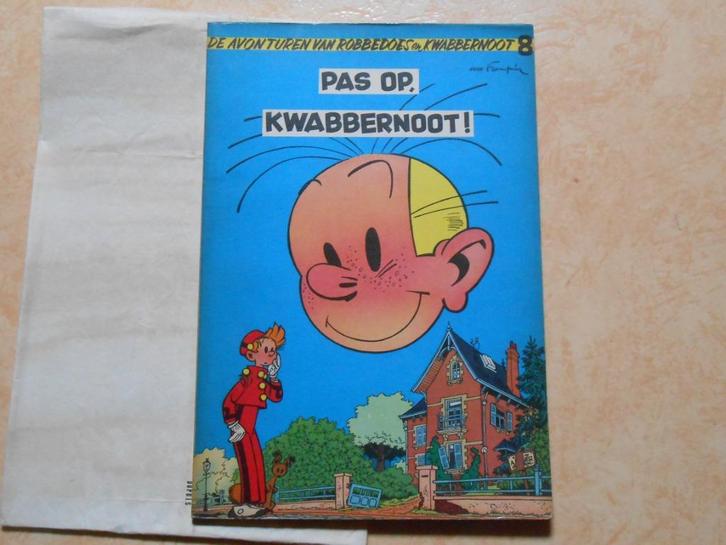 DE AVONTUREN VAN ROBBEDOES en KWABBERNOOT 8
DOOR Franquin
PAS OP,
KWABBERNOOT!